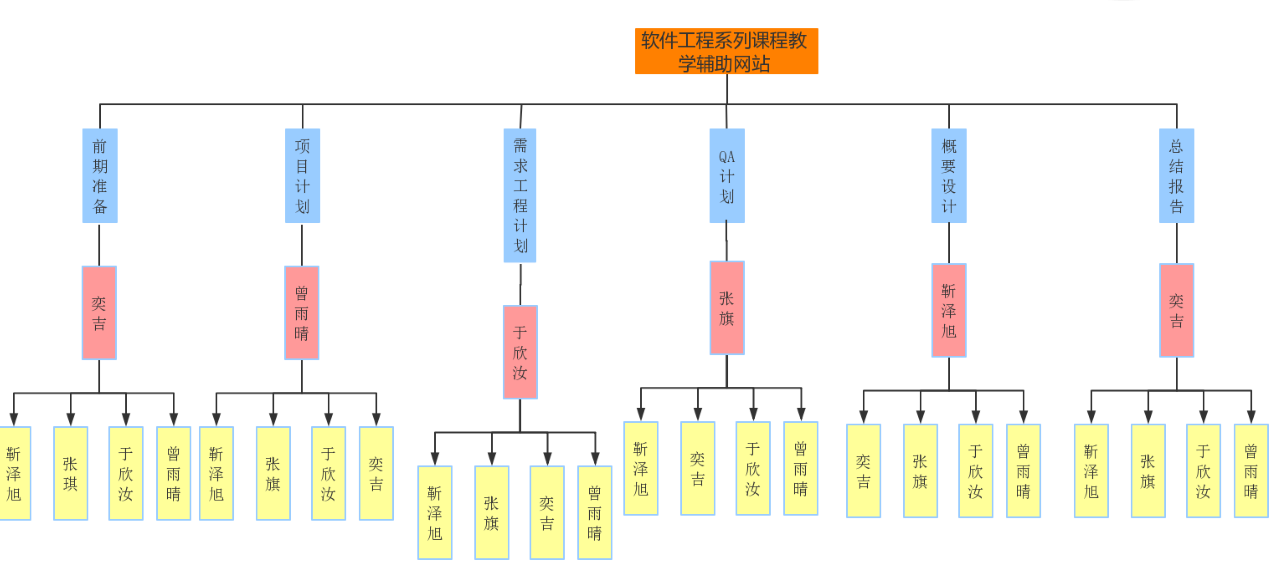 软件工程系列课程教
学辅助网站
前期准备
项目计划
需求工程计划
QA计划
概要设计
总结报告
奕吉
曾雨晴
于欣汝
张旗
靳泽旭
奕吉
靳泽旭
张琪
于欣汝
曾雨晴
靳泽旭
张旗
于欣汝
奕吉
靳泽旭
张旗
奕吉
曾雨晴
靳泽旭
奕吉
于欣汝
曾雨晴
奕吉
张旗
于欣汝
曾雨晴
靳泽旭
张旗
于欣汝
曾雨晴